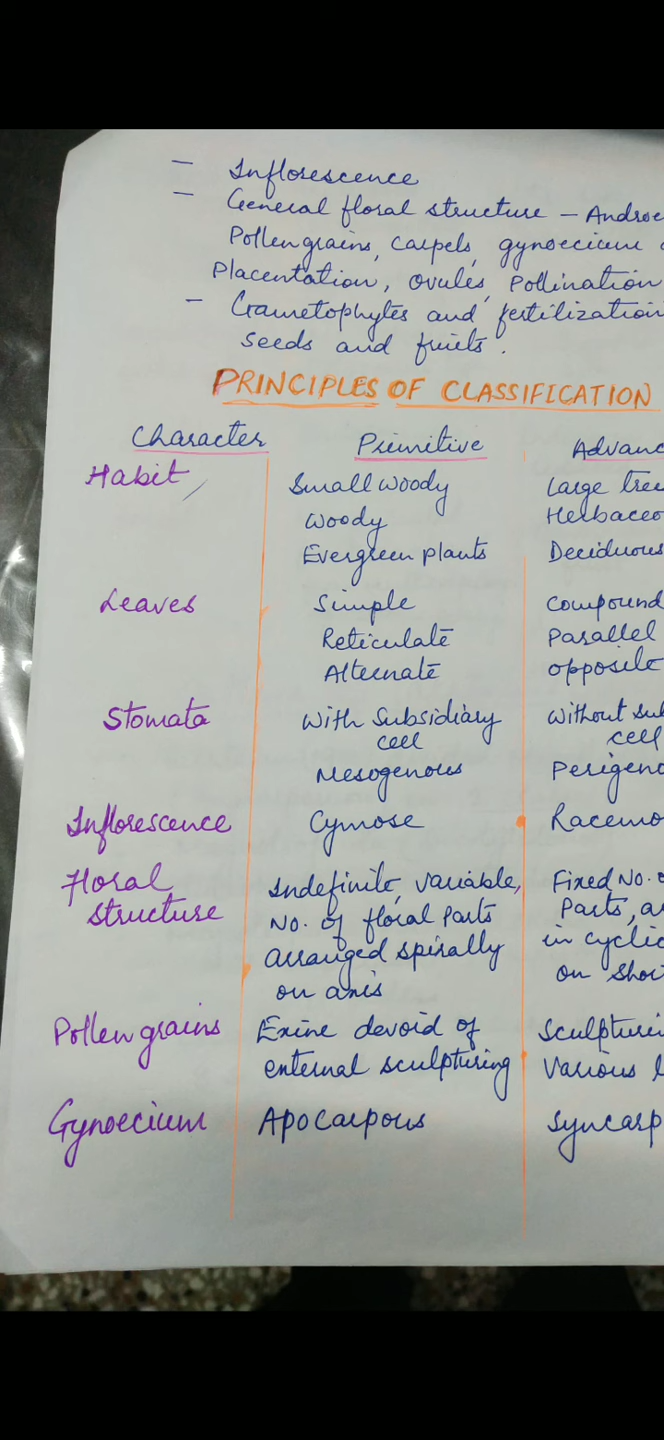 - Inflorescence
- General floral structure - Androe
Pollen grains, carpels, gynoecium
Placentation, ovules, Pollination
- Gametophytes and fertilization
seeds and fruits.
PRINCIPLES OF CLASSIFICATION
Character Primitive Advanc
Habit Small woody Large tree
Woody Herbaceo
Evergreen plants Deciduous
Leaves Simple Compound
Reticulate Parallel
Alternate opposite
Stomata With Subsidiary Without Sub
cell cell
Mesogenous Perigeno
Inflorescence Cymose Racemo
Floral Indefinite, variable, Fixed No.
structure No. of floral Parts Parts, a
arranged spirally in cyclic
on axis on Shor
Pollen grains Exine devoid of Sculpturi
external sculpturing Various
Gynoecium Apocarpous Syncarp